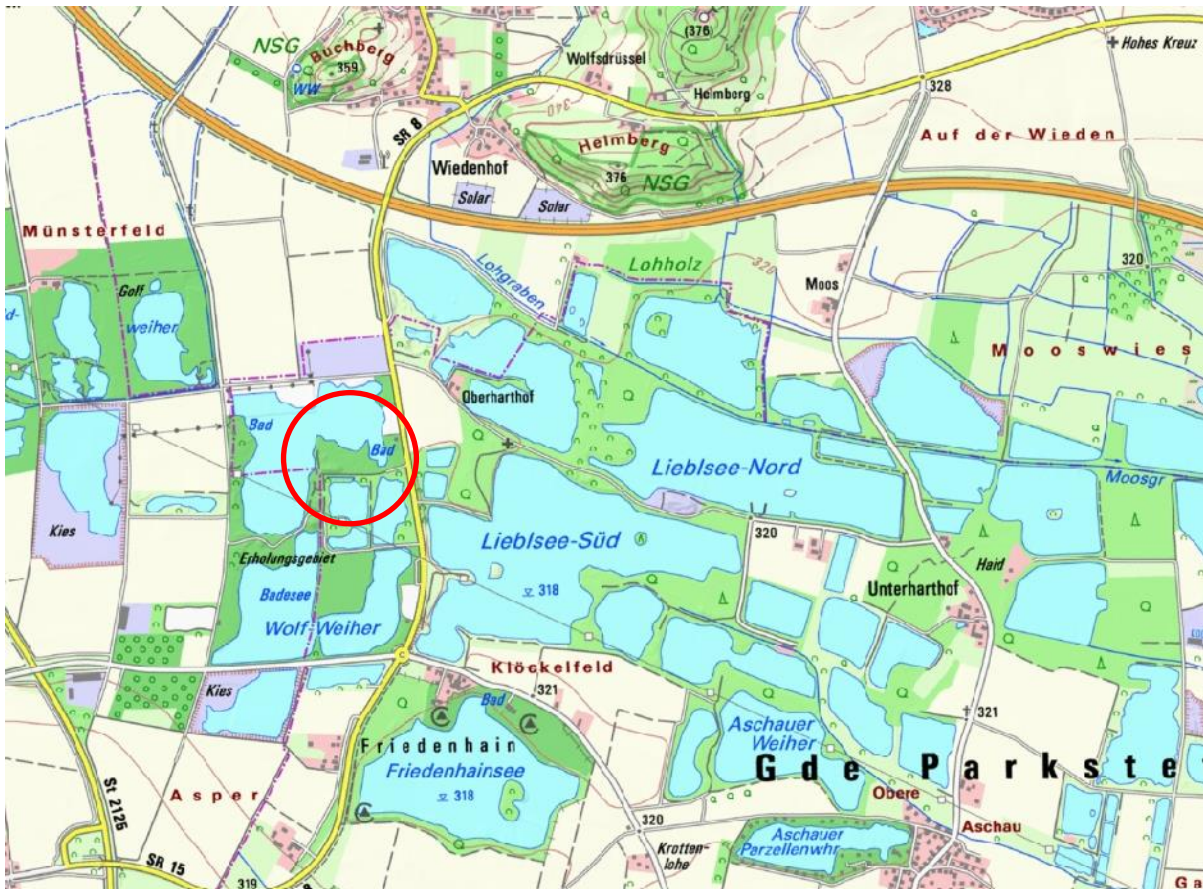 (376)
Hohes Kreuz
NSG
Buchberg
359
WW
Wolfsdrüssel
Helmberg
328
340
SR 8
Auf der Wieden
Wiedenhof
Helmberg
376
NSG
Solar
Solar
Münsterfeld
Lohgraben
Lohholz
320
Moos
320
Golf
weiher
Mooswies
Oberharthof
Bad
Bad
Lieblsee-Nord
Moosgr
Kies
320
Lieblsee-Süd
Haid
Erholungsgebiet
Unterharthof
Badesee
318
Wolf-Weiher
Klöckelfeld
Kies
321
Bad
321
Aschauer
Weiher
Friedenhain
Friedenhainsee
Gde Parkste
318
St 2125
Asper
Obere
320
Aschau
Aschauer
Parzellenwhr
Krotten-
lohe
SR 15
319
Ga